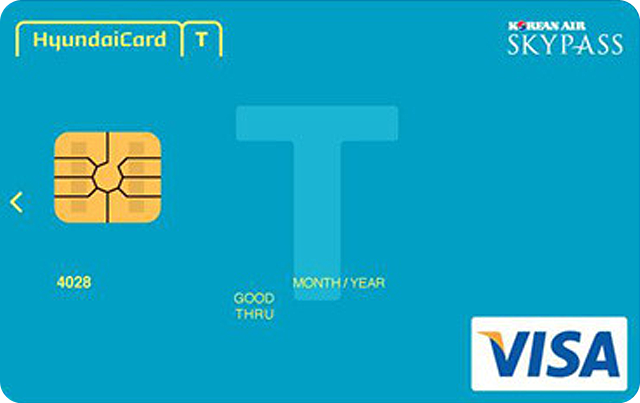 HyundaiCard T
KOREAN AIR
SKYPASS
T
4028
MONTH / YEAR
GOOD
THRU
VISA